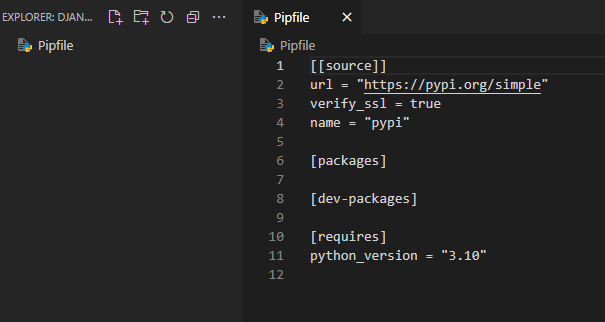 EXPLORER: DJAN...
Pipfile
Pipfile
Pipfile
1 [[source]]
2 url = "https://pypi.org/simple"
3 verify_ssl = true
4 name = "pypi"
5
6 [packages]
7
8 [dev-packages]
9
10 [requires]
11 python_version = "3.10"
12